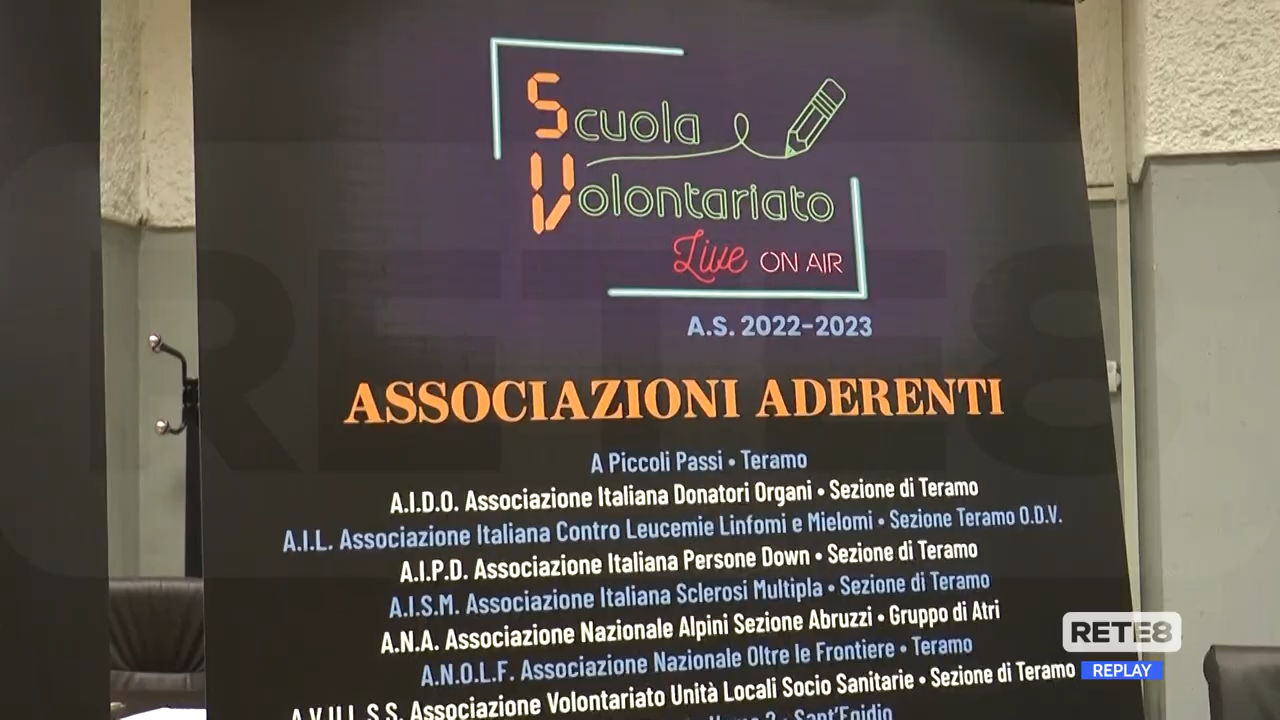 Scuola
Volontariato
Live ON AIR
A.S. 2022-2023
ASSOCIAZIONI ADERENTI
A Piccoli Passi • Teramo
A.I.D.O. Associazione Italiana Donatori Organi • Sezione di Teramo
A.I.L. Associazione Italiana Contro Leucemie Linfomi e Mielomi • Sezione Teramo O.D.V.
A.I.P.D. Associazione Italiana Persone Down • Sezione di Teramo
A.I.S.M. Associazione Italiana Sclerosi Multipla • Sezione di Teramo
A.N.A. Associazione Nazionale Alpini Sezione Abruzzi • Gruppo di Atri
A.N.O.L.F. Associazione Nazionale Oltre le Frontiere • Teramo
A.V.U.L.S.S. Associazione Volontariato Unità Locali Socio Sanitarie • Sezione di Teramo
2 • Sant'Egidio
RETE8
RETE8
REPLAY